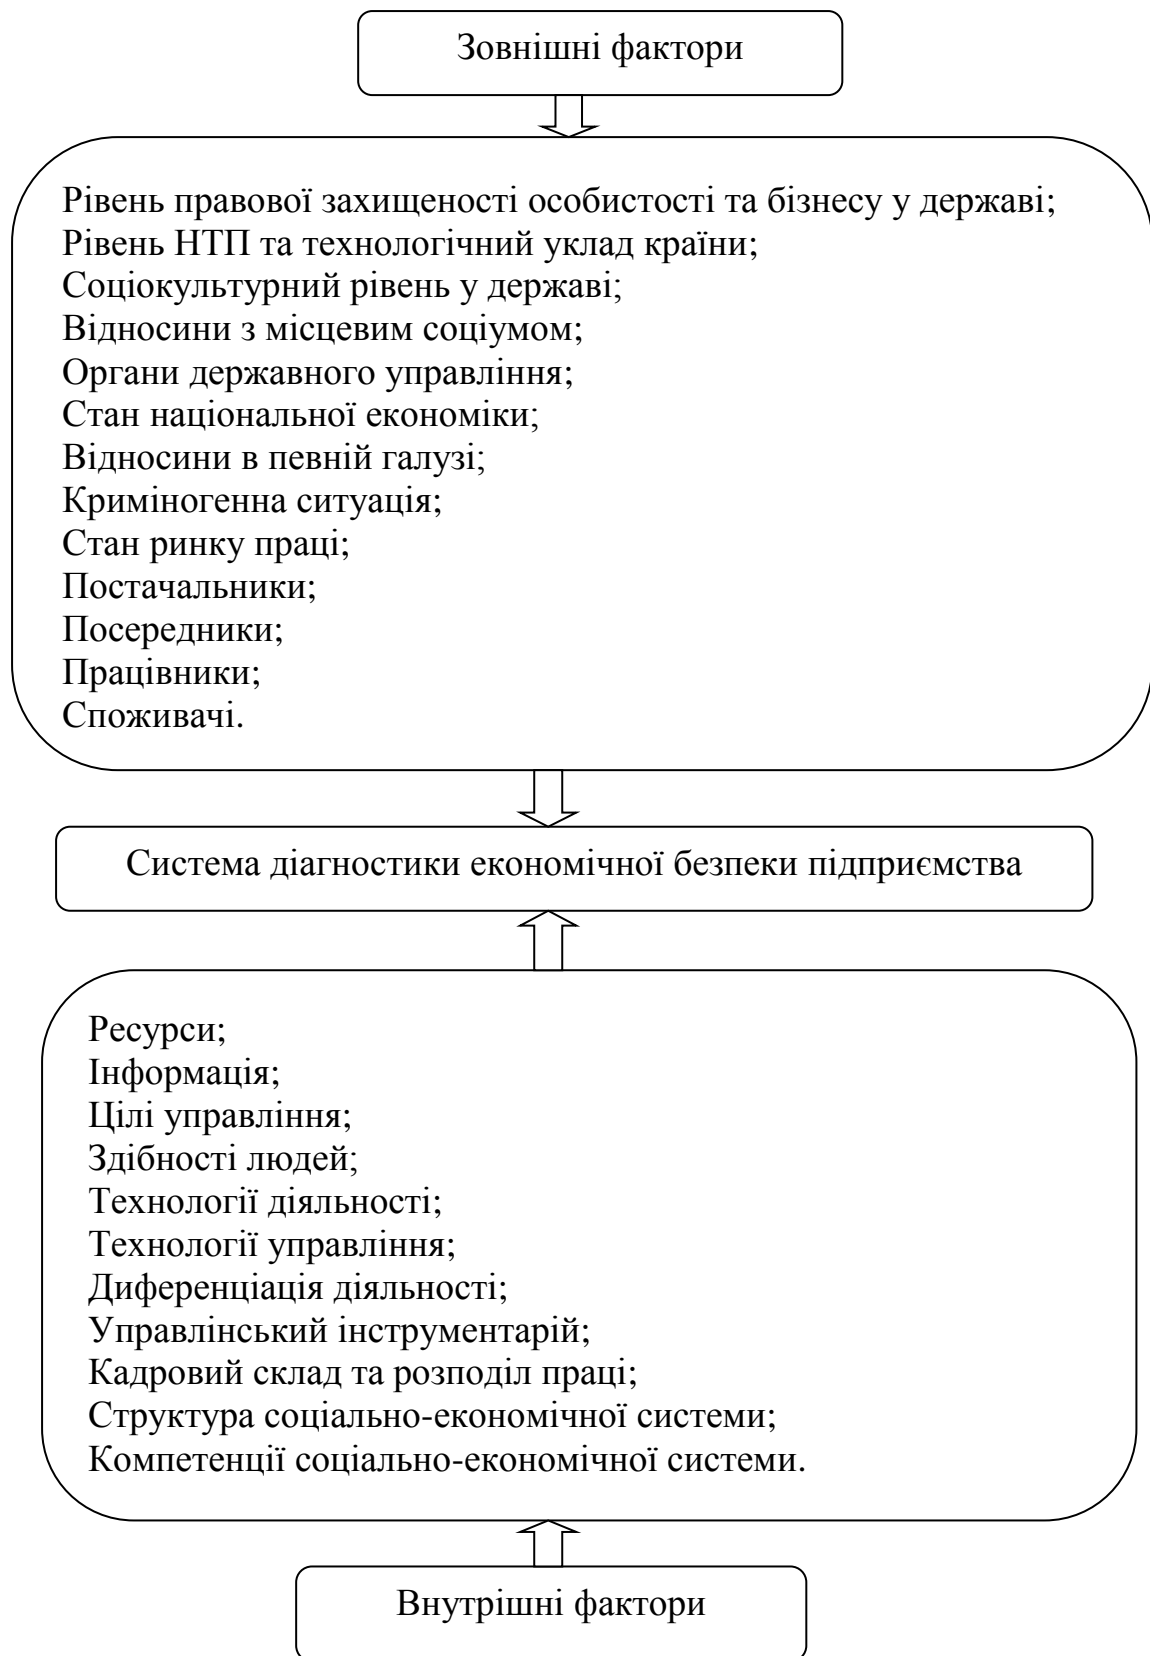 Зовнішні фактори
Рівень правової захищеності особистості та бізнесу у державі;
Рівень НТП та технологічний уклад країни;
Соціокультурний рівень у державі;
Відносини з місцевим соціумом;
Органи державного управління;
Стан національної економіки;
Відносини в певній галузі;
Криміногенна ситуація;
Стан ринку праці;
Постачальники;
Посередники;
Працівники;
Споживачі.
Система діагностики економічної безпеки підприємства
Ресурси;
Інформація;
Цілі управління;
Здібності людей;
Технології діяльності;
Технології управління;
Диференціація діяльності;
Управлінський інструментарій;
Кадровий склад та розподіл праці;
Структура соціально-економічної системи;
Компетенції соціально-економічної системи.
Внутрішні фактори